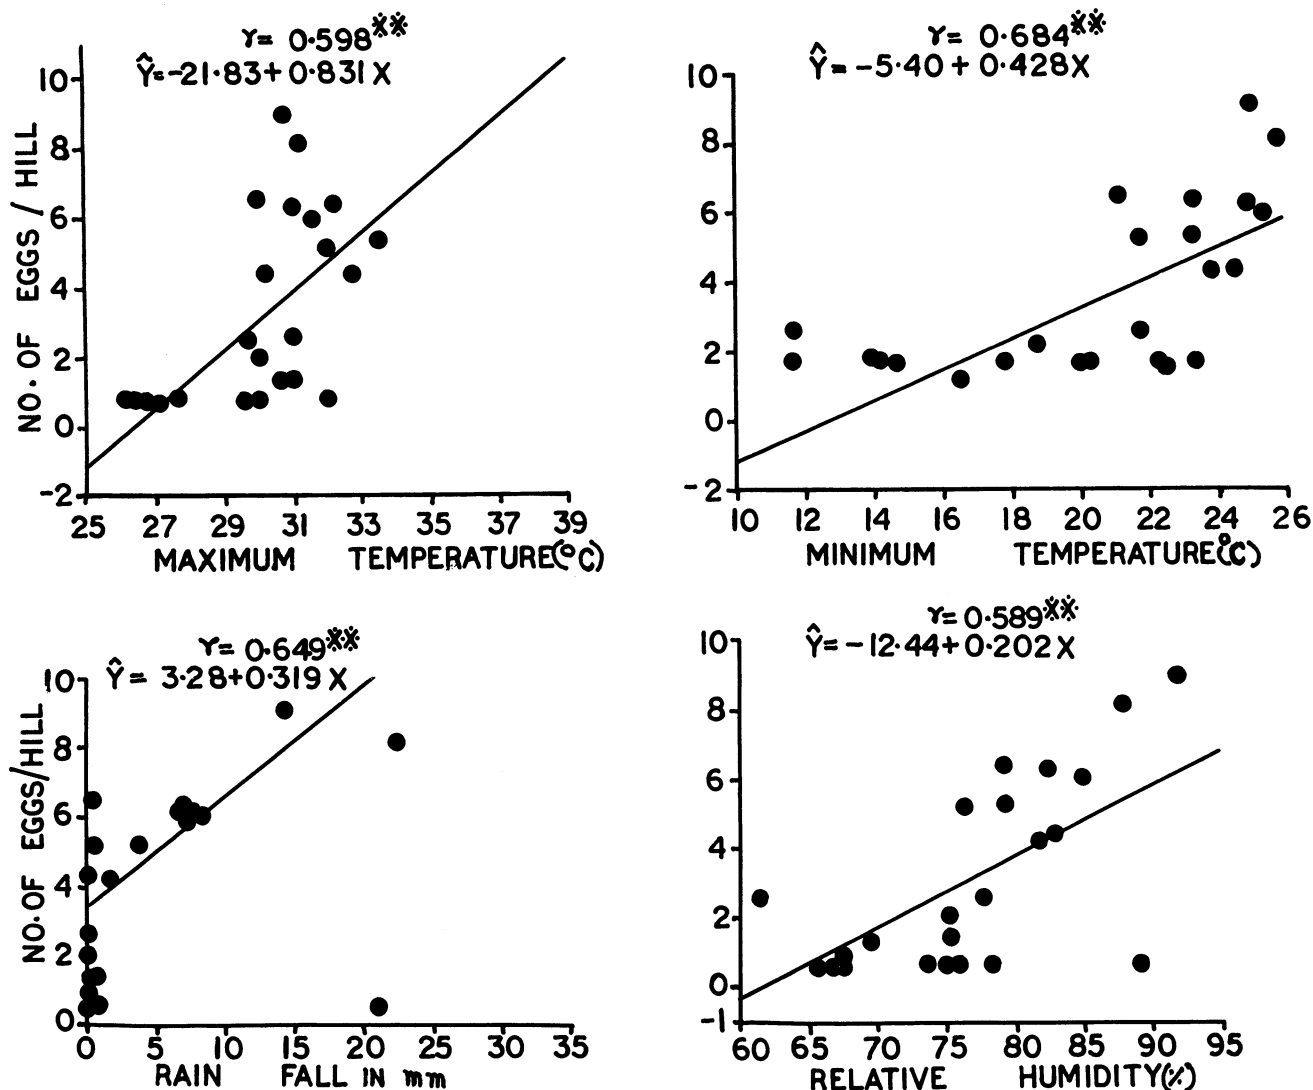 r= 0.598**
Ŷ=-21.83+0.831X
10
8
6
4
2
0
-2
NO. OF EGGS / HILL
25 27 29 31 33 35 37 39
MAXIMUM TEMPERATURE(°C)
r= 0.684**
Ŷ=-5.40+0.428X
10
8
6
4
2
0
-2
10 12 14 16 18 20 22 24 26
MINIMUM TEMPERATURE(°C)
r= 0.649**
Ŷ= 3.28+0.319X
10
8
6
4
2
0
NO. OF EGGS/HILL
0 5 10 15 20 25 30 35
RAIN FALL IN mm
r= 0.589**
Ŷ=-12.44+0.202X
10
8
6
4
2
0
-1
60 65 70 75 80 85 90 95
RELATIVE HUMIDITY(%)